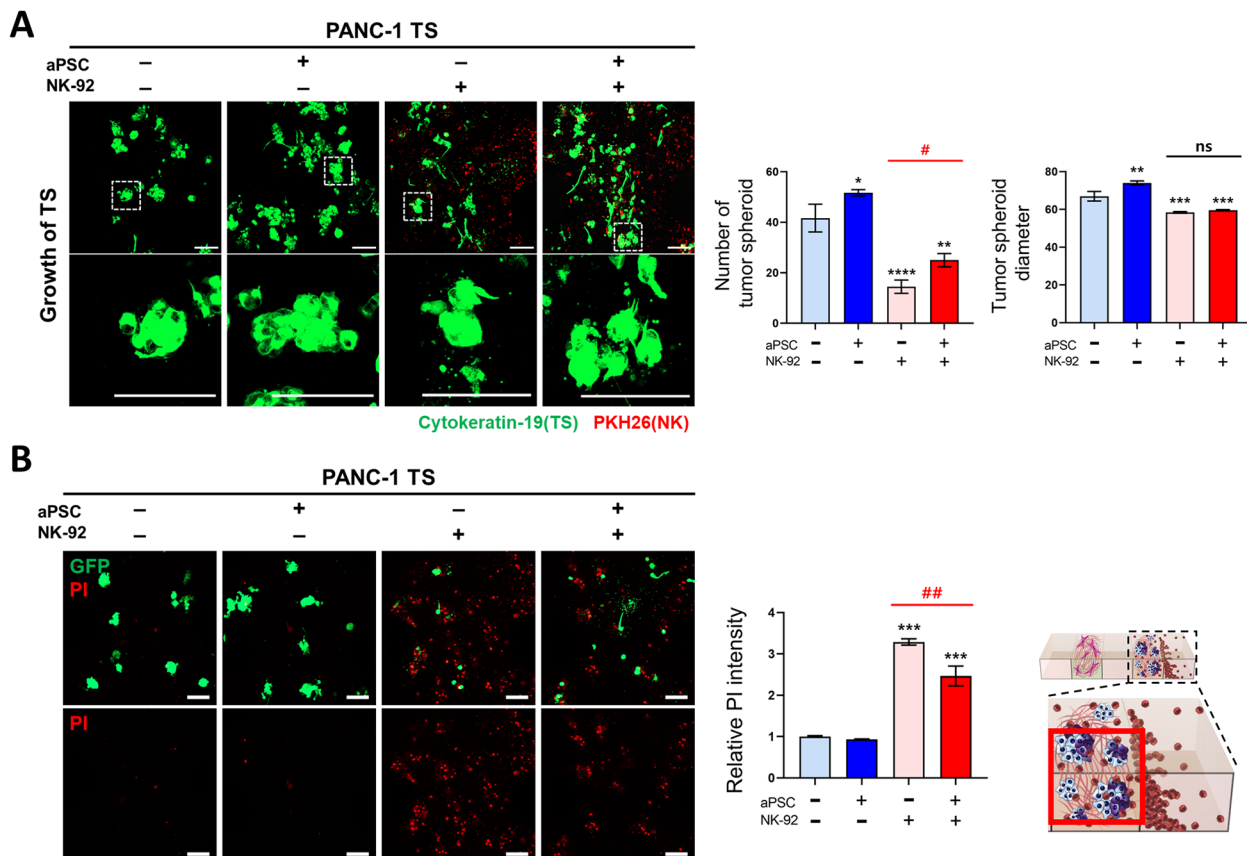 A
PANC-1 TS
aPSC – + – +
NK-92 – – + +
Growth of TS
Cytokeratin-19(TS) PKH26(NK)
Number of
tumor spheroid
60
40
20
0
* **** ** #
aPSC - + - +
NK-92 - - + +
Tumor spheroid
diameter
80
60
40
20
0
** *** *** ns
aPSC - + - +
NK-92 - - + +
B
PANC-1 TS
aPSC – + – +
NK-92 – – + +
GFP
PI
PI
Relative PI intensity
4
3
2
1
0
*** *** ##
aPSC - + - +
NK-92 - - + +